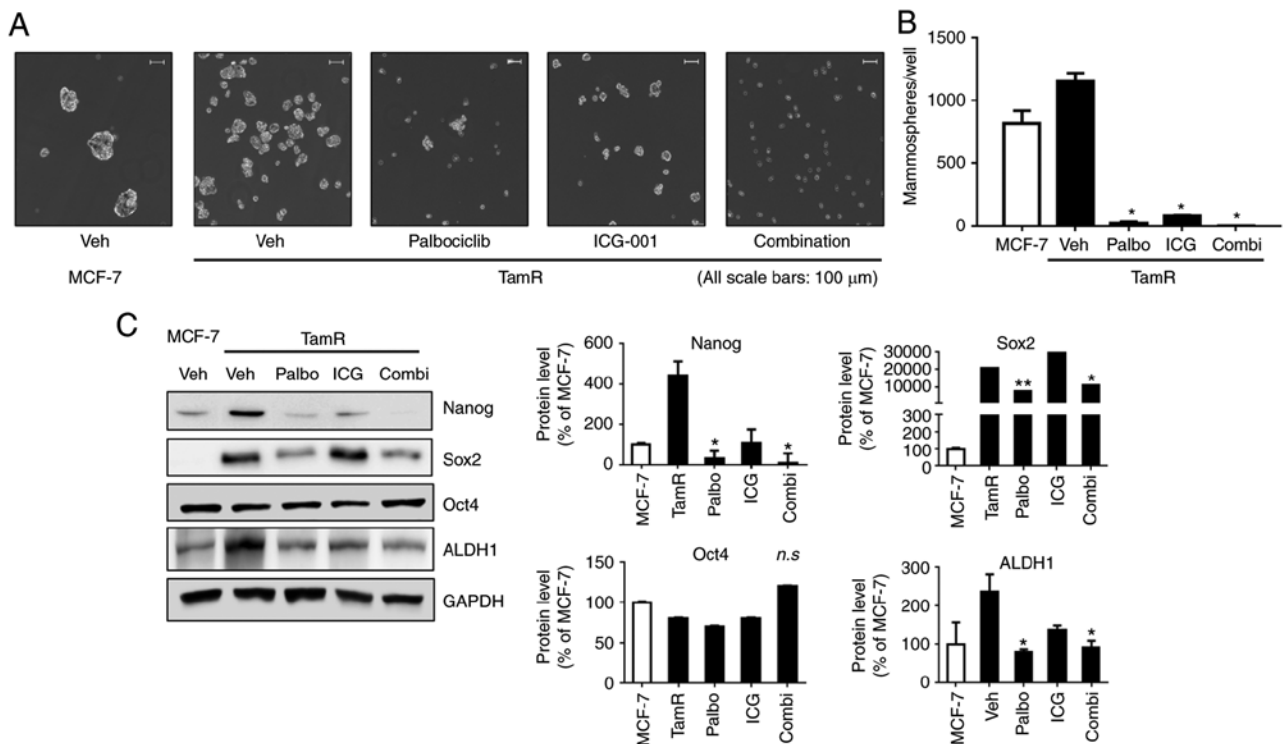 A
Veh
Veh
Palbociclib
ICG-001
Combination
MCF-7
TamR
(All scale bars: 100 µm)
B
Mammospheres/well
1500
1000
500
0
*
*
*
MCF-7
Veh
Palbo
ICG
Combi
TamR
C
MCF-7
TamR
Veh
Veh
Palbo
ICG
Combi
Nanog
Sox2
Oct4
ALDH1
GAPDH
Nanog
Protein level
(% of MCF-7)
600
400
200
0
*
*
MCF-7
TamR
Palbo
ICG
Combi
Sox2
Protein level
(% of MCF-7)
30000
20000
10000
300
200
100
0
**
*
MCF-7
TamR
Palbo
ICG
Combi
Oct4
n.s
Protein level
(% of MCF-7)
150
100
50
0
MCF-7
TamR
Palbo
ICG
Combi
ALDH1
Protein level
(% of MCF-7)
300
200
100
0
*
*
MCF-7
Veh
Palbo
ICG
Combi